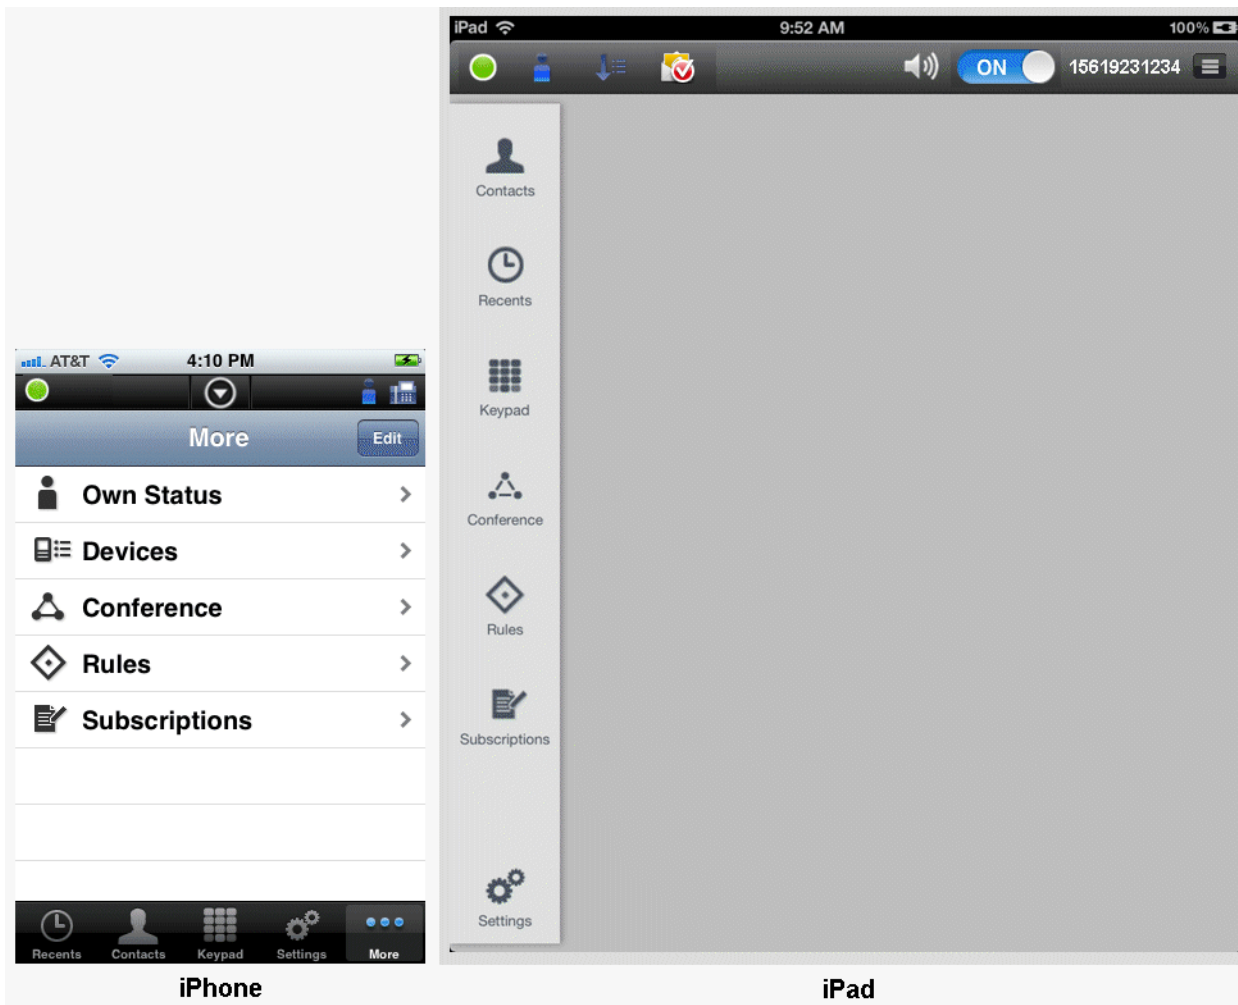 iPad
9:52 AM
100%
ON
15619231234
Contacts
Recents
Keypad
Conference
Rules
Subscriptions
Settings
AT&T
4:10 PM
More
Edit
Own Status
Devices
Conference
Rules
Subscriptions
Recents
Contacts
Keypad
Settings
More
iPhone
iPad